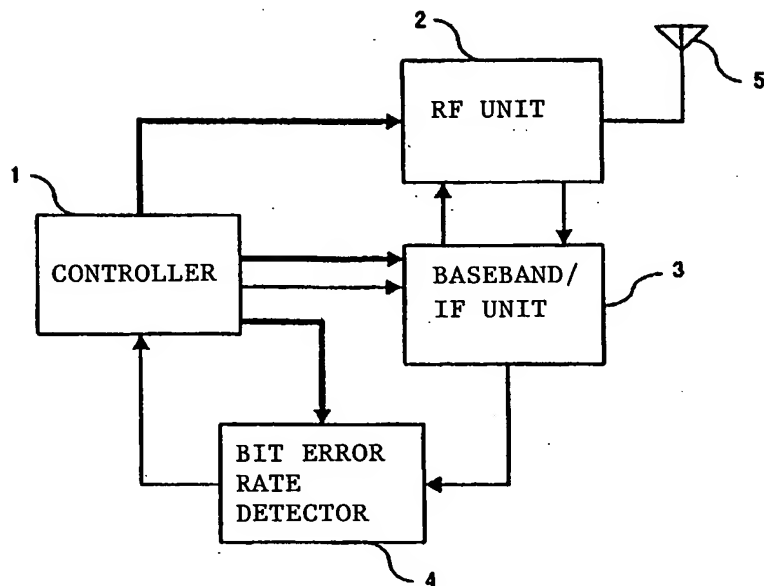 2
5
RF UNIT
1
CONTROLLER
BASEBAND/
IF UNIT
3
BIT ERROR
RATE
DETECTOR
4